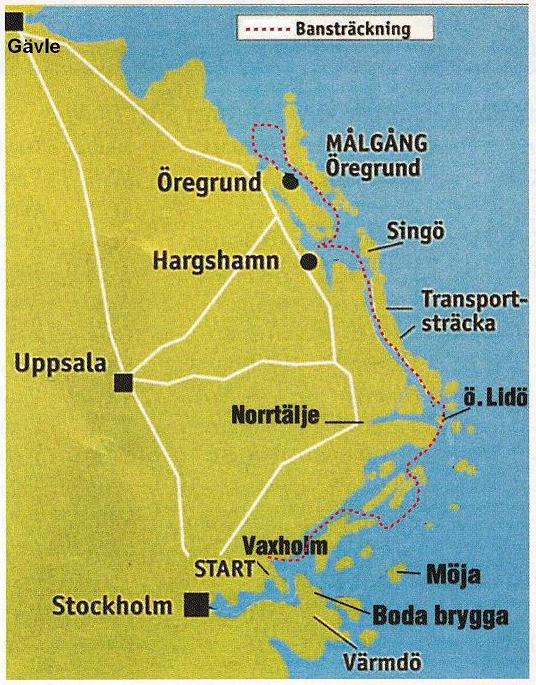 Bansträckning
Gävle
MÅLGÅNG
Öregrund
Öregrund
Singö
Hargshamn
Transport-
sträcka
Uppsala
ö. Lidö
Norrtälje
Vaxholm
START
Möja
Stockholm
Boda brygga
Värmdö